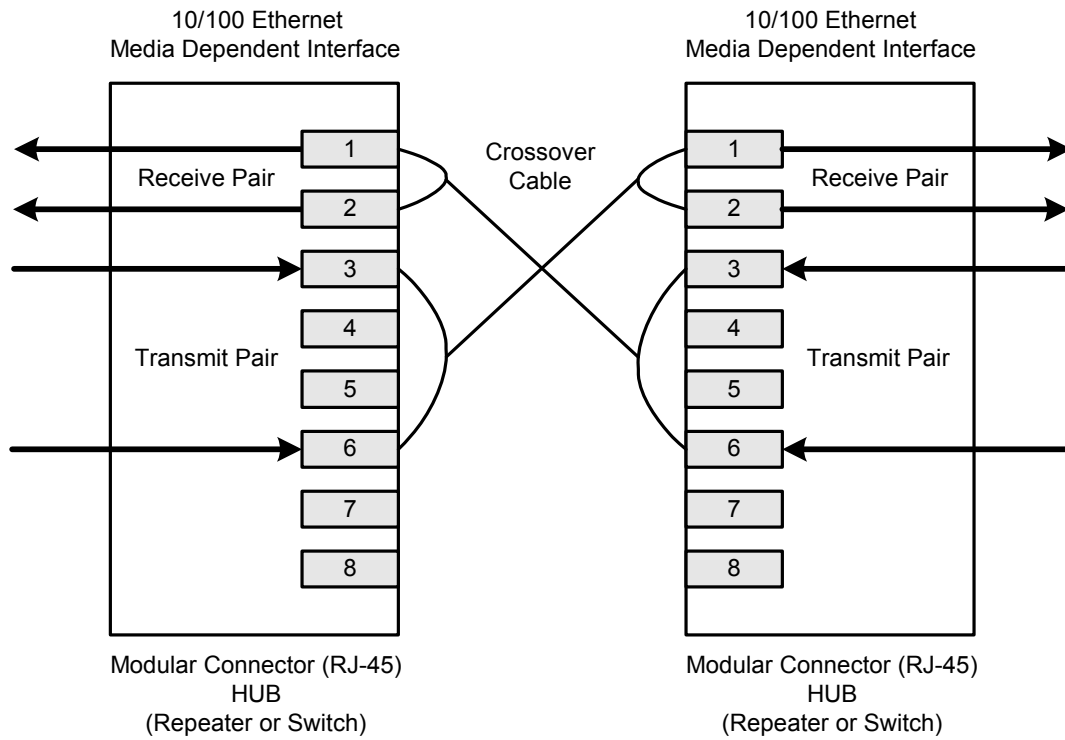 10/100 Ethernet
Media Dependent Interface
10/100 Ethernet
Media Dependent Interface
1
Receive Pair
2
3
4
Transmit Pair
5
6
7
8
Crossover
Cable
1
Receive Pair
2
3
4
Transmit Pair
5
6
7
8
Modular Connector (RJ-45)
HUB
(Repeater or Switch)
Modular Connector (RJ-45)
HUB
(Repeater or Switch)